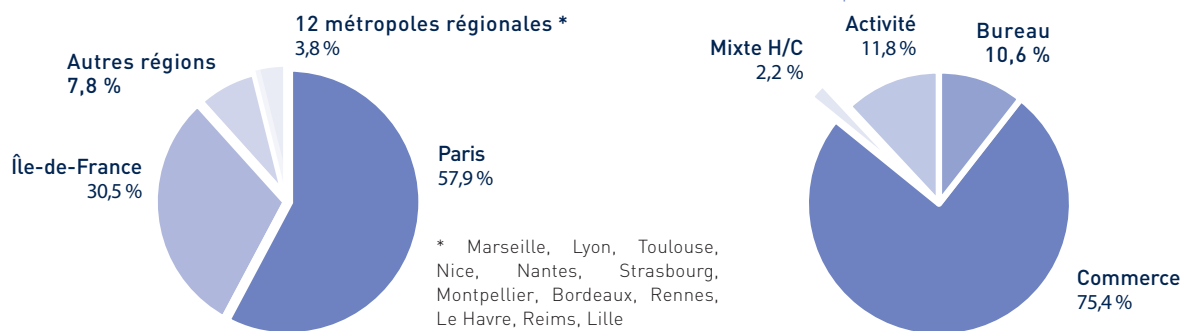 12 métropoles régionales *
3,8 %
Autres régions
7,8 %
Île-de-France
30,5 %
Paris
57,9 %
* Marseille, Lyon, Toulouse,
Nice, Nantes, Strasbourg,
Montpellier, Bordeaux, Rennes,
Le Havre, Reims, Lille
Mixte H/C
2,2 %
Activité
11,8 %
Bureau
10,6 %
Commerce
75,4 %